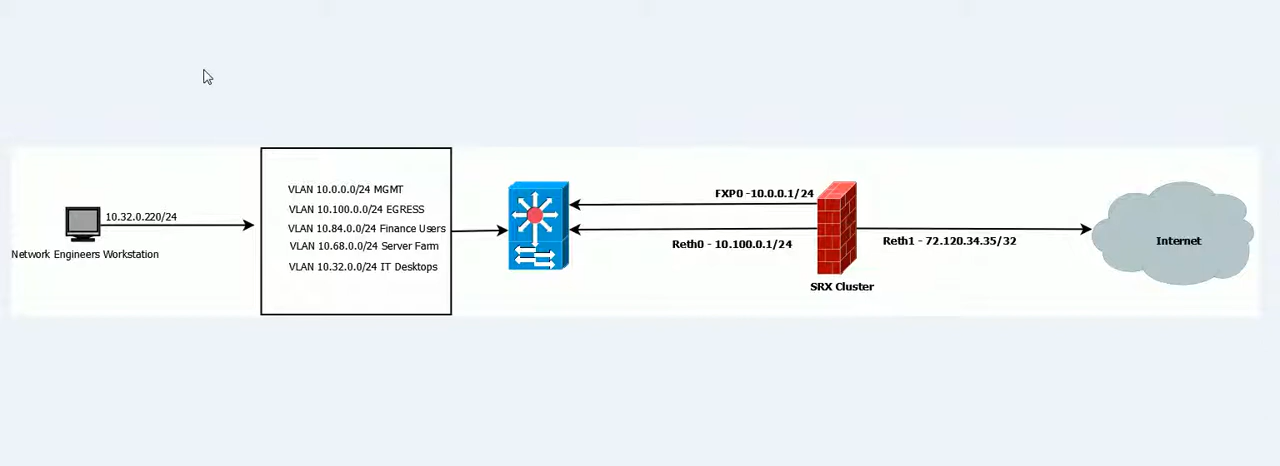 10.32.0.220/24
Network Engineers Workstation
VLAN 10.0.0.0/24 MGMT
VLAN 10.100.0.0/24 EGRESS
VLAN 10.84.0.0/24 Finance Users
VLAN 10.68.0.0/24 Server Farm
VLAN 10.32.0.0/24 IT Desktops
FXP0 -10.0.0.1/24
Reth0 - 10.100.0.1/24
SRX Cluster
Reth1 - 72.120.34.35/32
Internet